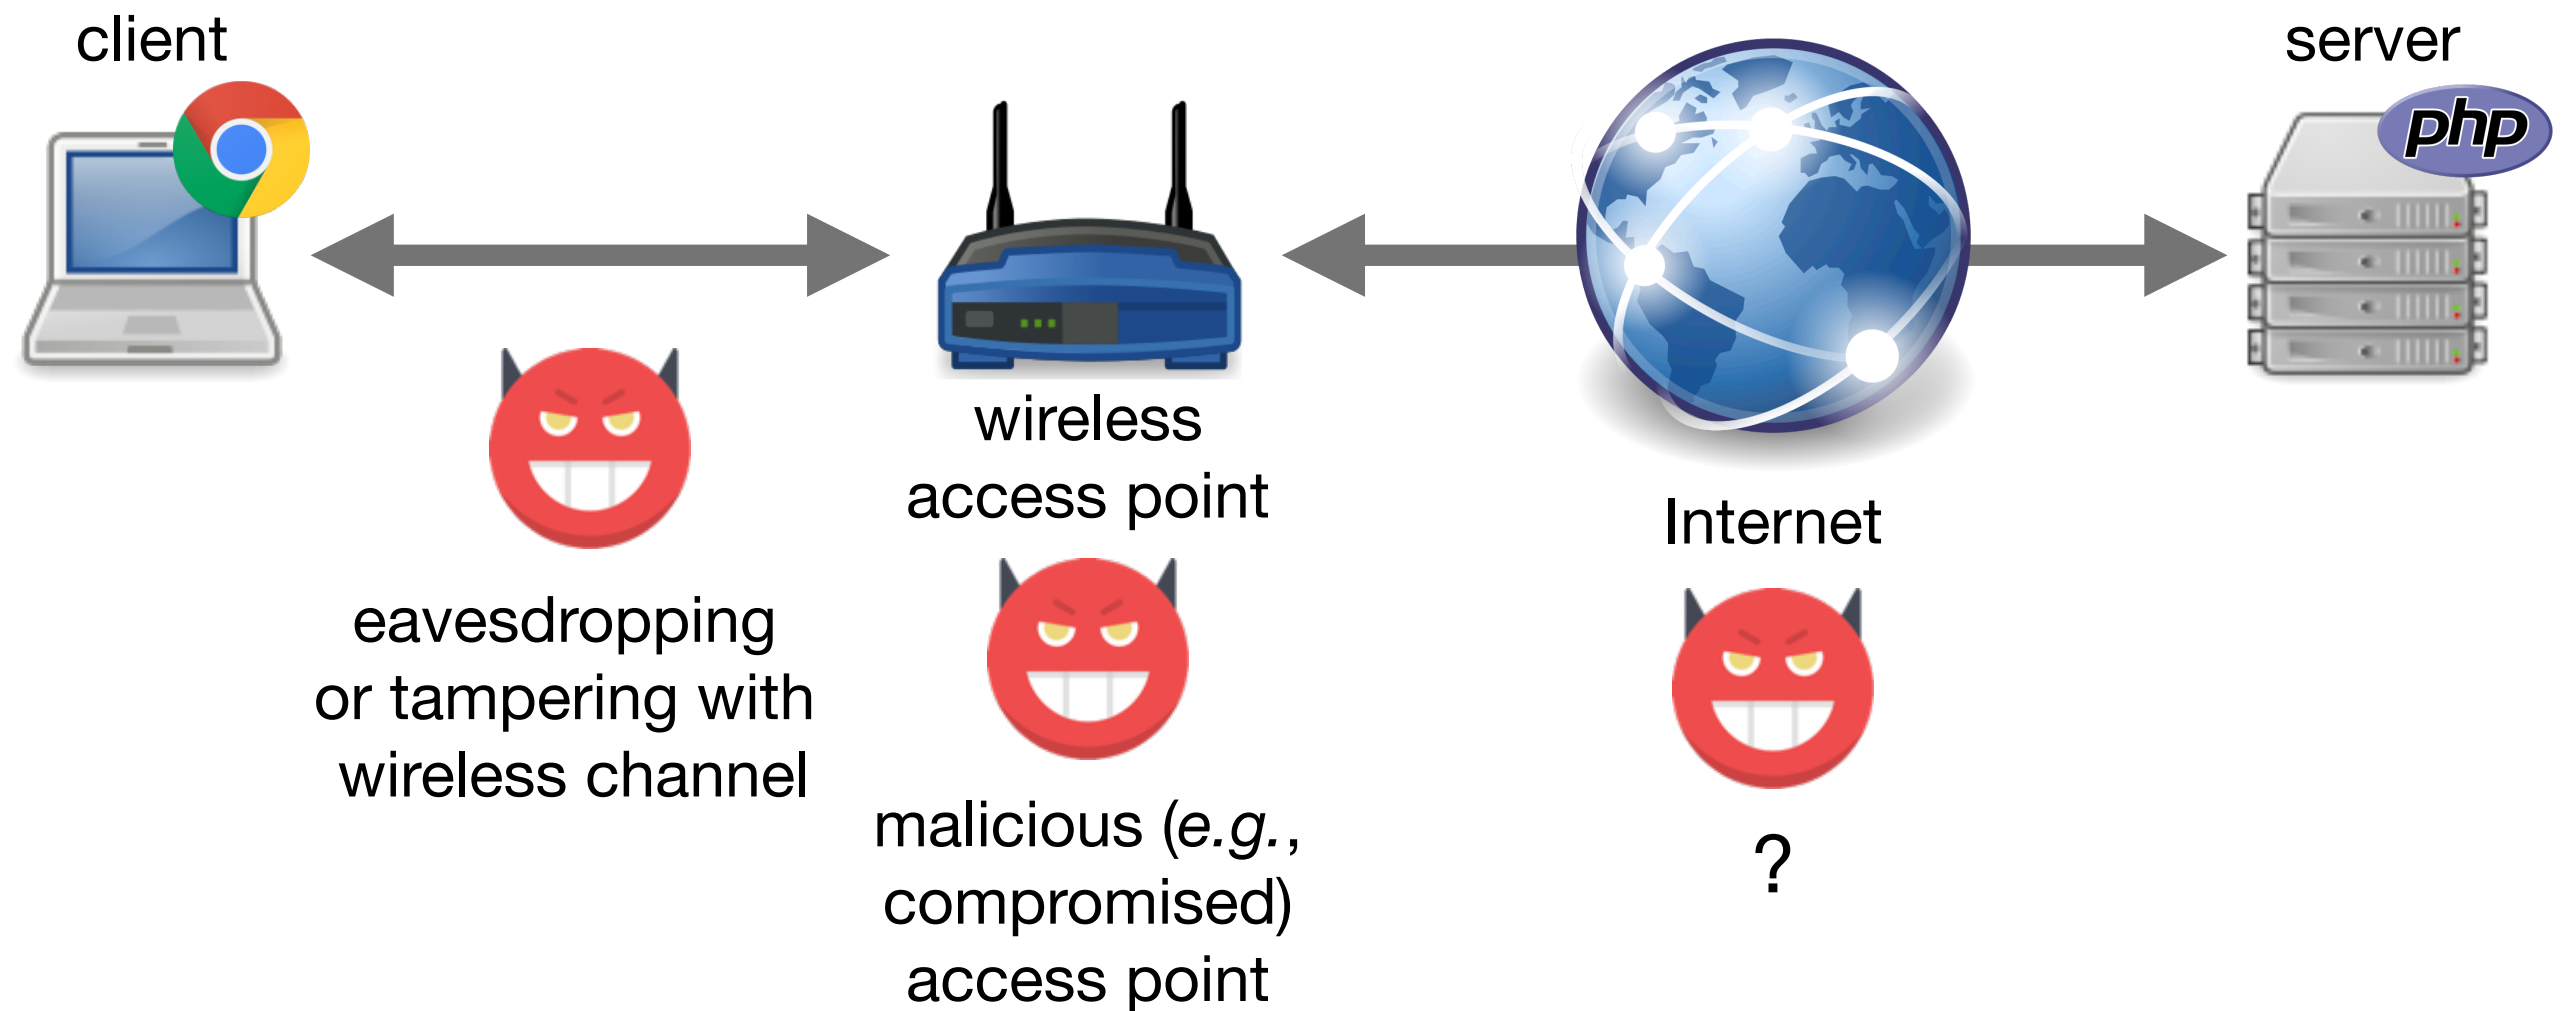 client
server
php
wireless
access point
Internet
eavesdropping
or tampering with
wireless channel
malicious (e.g.,
compromised)
access point
?